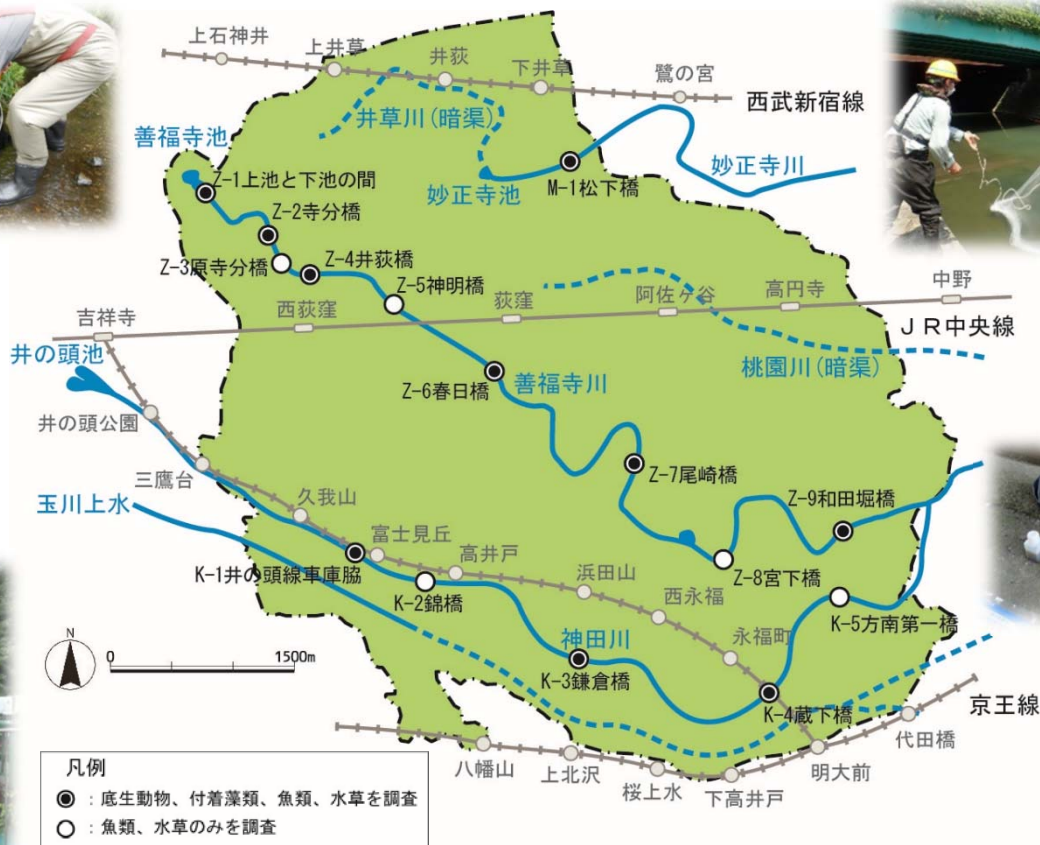 上石神井
上井草
井荻
下井草
鷺の宮
西武新宿線
井草川(暗渠)
善福寺池
妙正寺川
Z-1上池と下池の間
妙正寺池
M-1松下橋
Z-2寺分橋
Z-3原寺分橋
Z-4井荻橋
Z-5神明橋
中野
高円寺
阿佐ヶ谷
荻窪
西荻窪
吉祥寺
JR中央線
井の頭池
桃園川(暗渠)
Z-6春日橋
善福寺川
井の頭公園
三鷹台
Z-7尾崎橋
久我山
玉川上水
Z-9和田堀橋
富士見丘
高井戸
K-1井の頭線車庫脇
浜田山
Z-8宮下橋
K-2錦橋
西永福
K-5方南第一橋
永福町
神田川
N
0 1500m
K-3鎌倉橋
K-4蔵下橋
京王線
代田橋
明大前
八幡山
上北沢
桜上水
下高井戸
凡例
:底生動物、付着藻類、魚類、水草を調査
:魚類、水草のみを調査